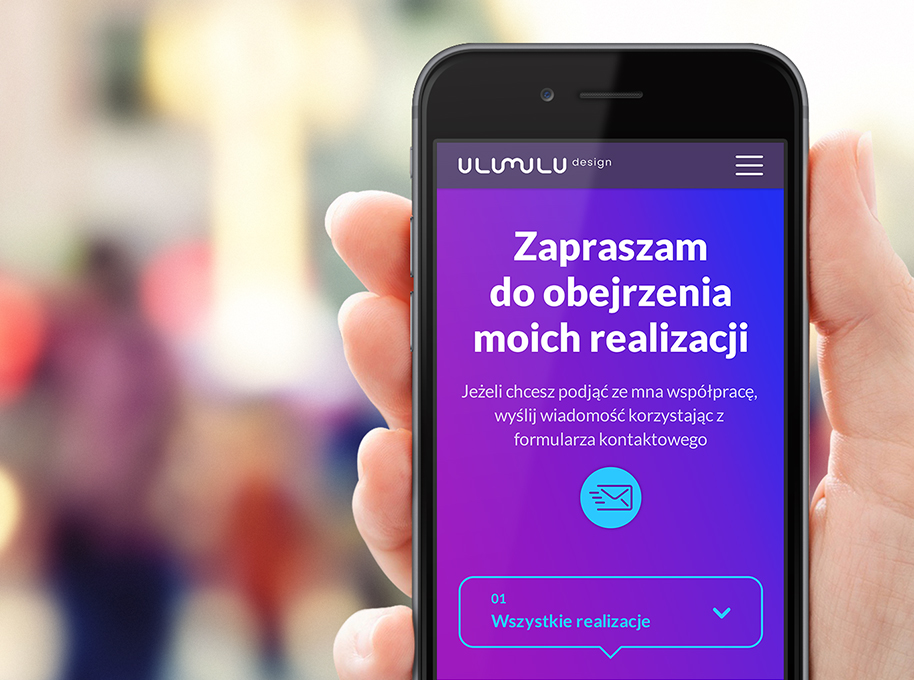 ULUMULU design
Zapraszam
do obejrzenia
moich realizacji
Jeżeli chcesz podjąć ze mna współpracę,
wyślij wiadomość korzystając z
formularza kontaktowego
01
Wszystkie realizacje